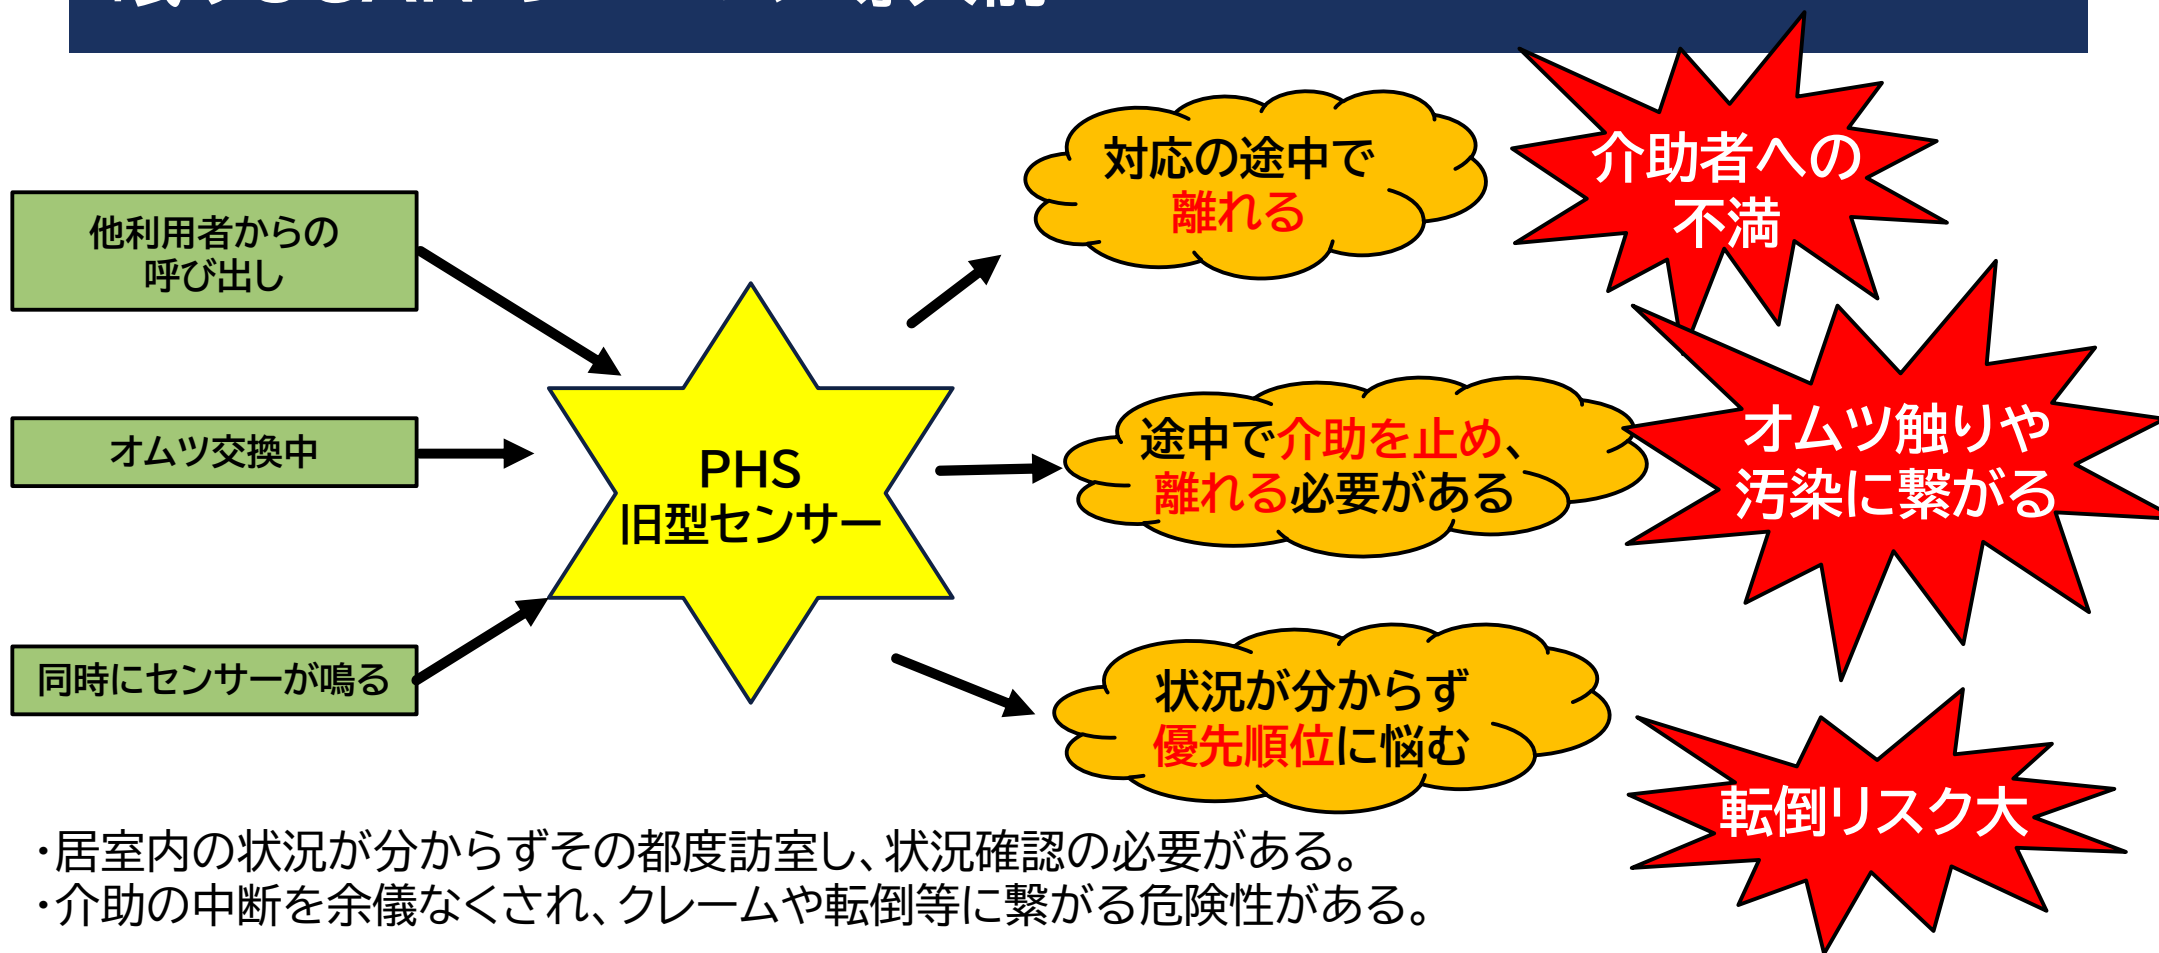 他利用者からの
呼び出し
オムツ交換中
同時にセンサーが鳴る
PHS
旧型センサー
対応の途中で
離れる
途中で介助を止め、
離れる必要がある
状況が分からず
優先順位に悩む
介助者への
不満
オムツ触りや
汚染に繋がる
転倒リスク大
・居室内の状況が分からずその都度訪室し、状況確認の必要がある。
・介助の中断を余儀なくされ、クレームや転倒等に繋がる危険性がある。